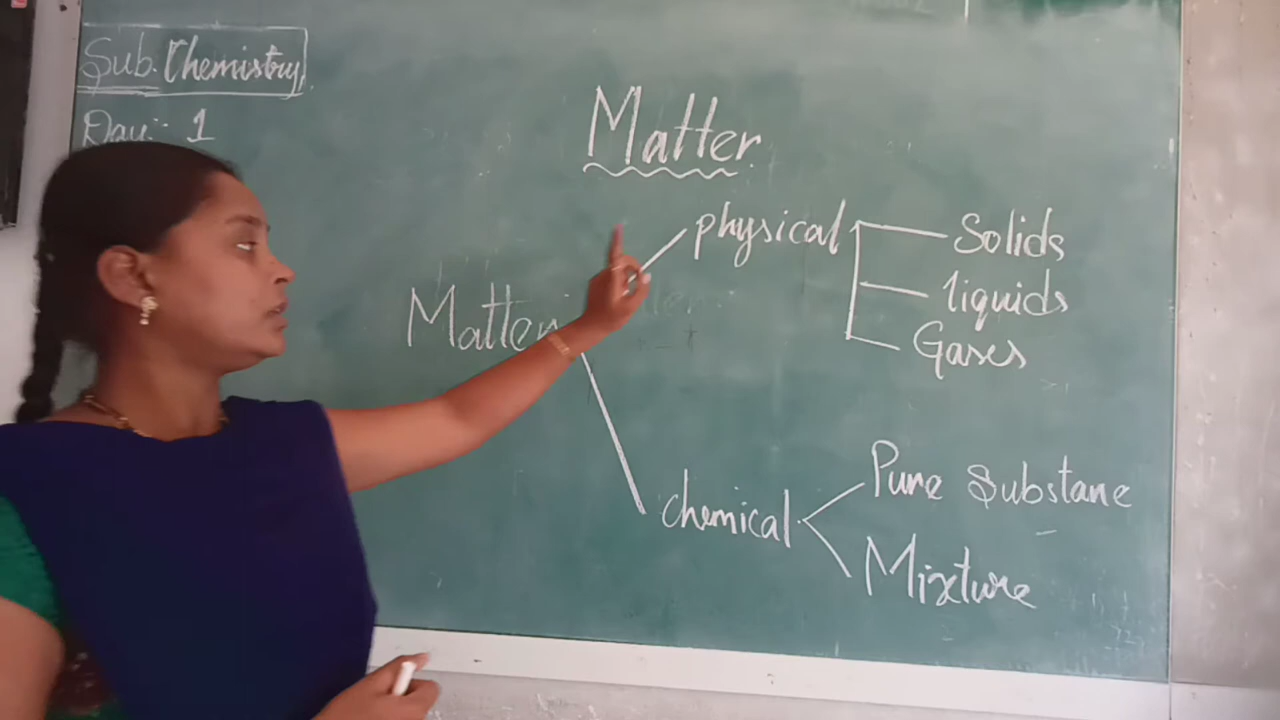 Sub. Chemistry
Day:- 1
Matter
physical
Solids
liquids
Gases
Matter
chemical
Pure Substane
Mixture